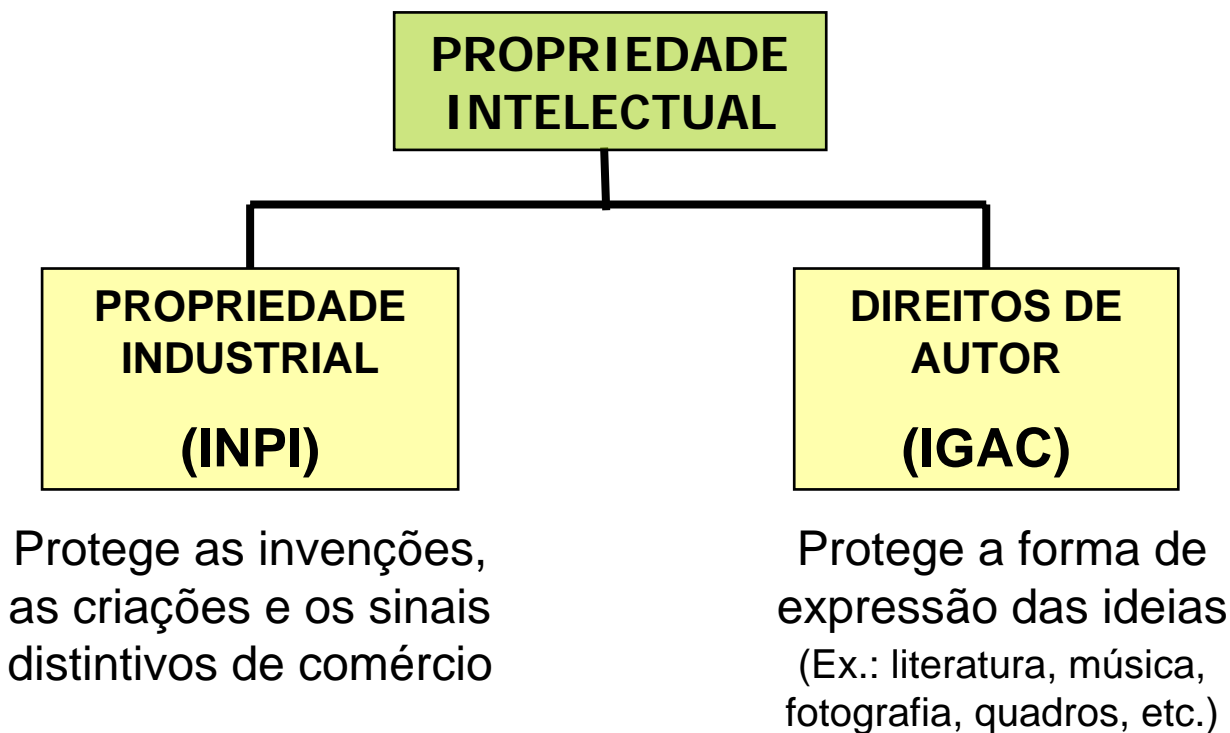 PROPRIEDADE
INTELECTUAL
PROPRIEDADE
INDUSTRIAL
(INPI)
Protege as invenções,
as criações e os sinais
distintivos de comércio
DIREITOS DE
AUTOR
(IGAC)
Protege a forma de
expressão das ideias
(Ex.: literatura, música,
fotografia, quadros, etc.)